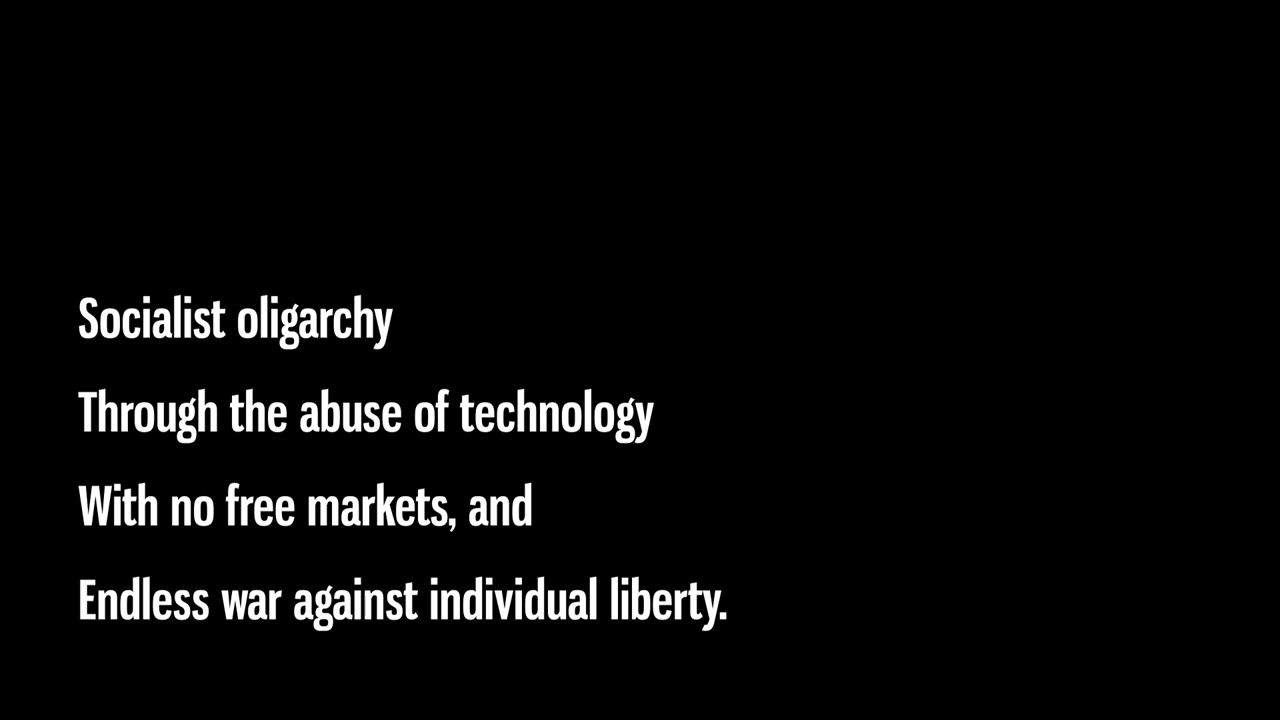 Socialist oligarchy
Through the abuse of technology
With no free markets, and
Endless war against individual liberty.